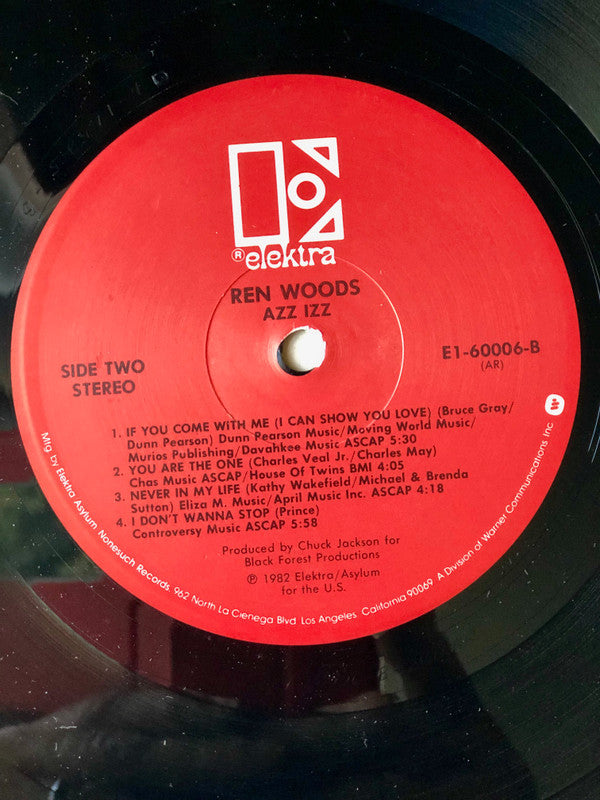 ® elektra
REN WOODS
AZZ IZZ
SIDE TWO
STEREO
E1-60006-B
(AR)
1. IF YOU COME WITH ME (I CAN SHOW YOU LOVE) (Bruce Gray/
Dunn Pearson) Dunn Pearson Music/Moving World Music/
Murios Publishing/Davahkee Music ASCAP 5:30
2. YOU ARE THE ONE (Charles Veal Jr./Charles May)
Chas Music ASCAP/House Of Twins BMI 4:05
3. NEVER IN MY LIFE (Kathy Wakefield/Michael & Brenda
Sutton) Eliza M. Music/April Music Inc. ASCAP 4:18
4. I DON'T WANNA STOP (Prince)
Controversy Music ASCAP 5:58
Produced by Chuck Jackson for
Black Forest Productions
℗ 1982 Elektra/Asylum
for the U.S.
Mfg. by Elektra Asylum Nonesuch Records, 962 North La Cienega Blvd. Los Angeles, California 90069 A Division of Warner Communications Inc.